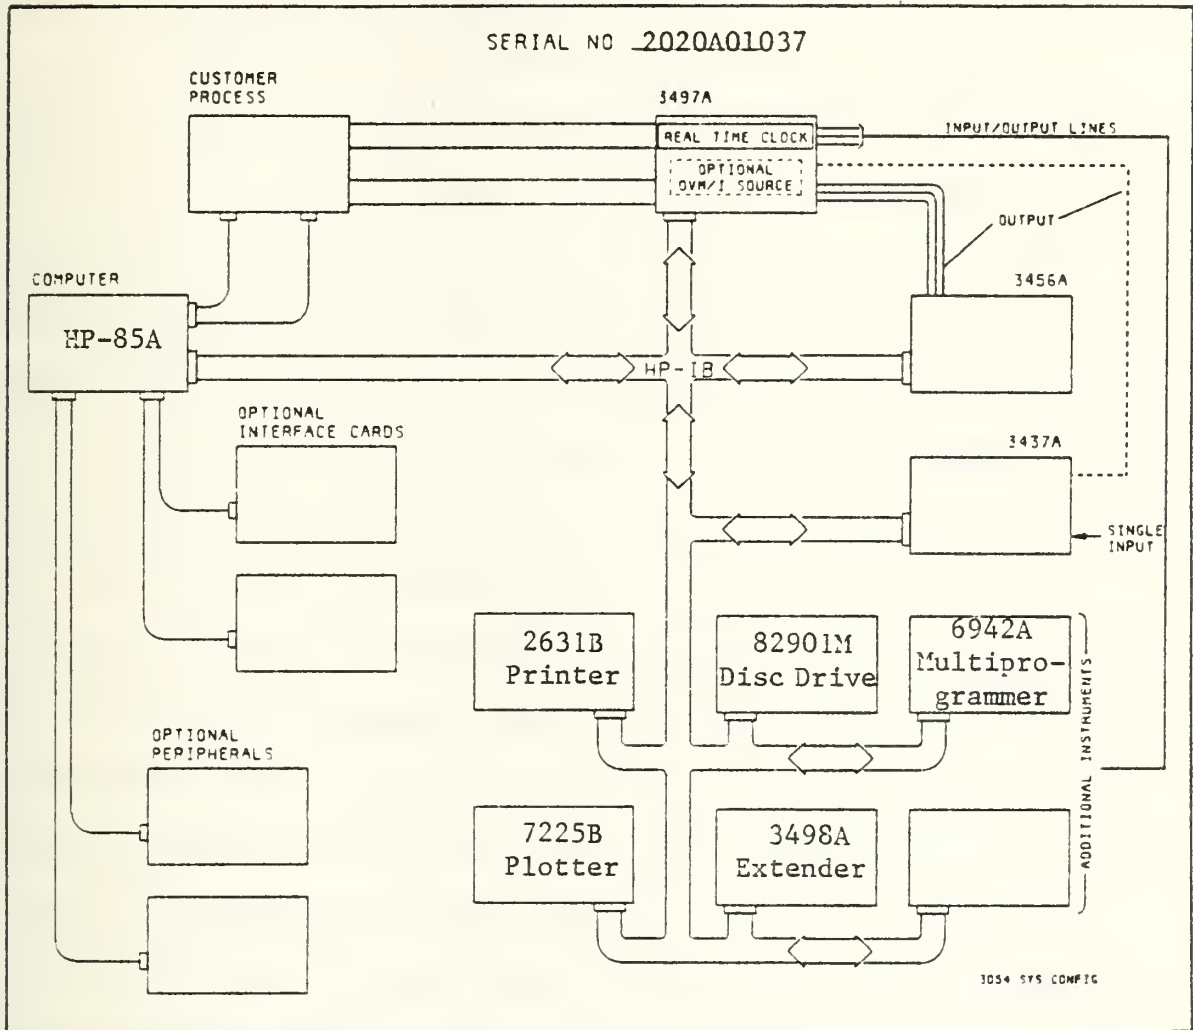 SERIAL NO 2020A01037
CUSTOMER
PROCESS
3497A
REAL TIME CLOCK
INPUT/OUTPUT LINES
OPTIONAL
DVM/I SOURCE
OUTPUT
COMPUTER
HP-85A
3456A
HP-IB
OPTIONAL
INTERFACE CARDS
3437A
SINGLE
INPUT
2631B
Printer
82901M
Disc Drive
6942A
Multipro-
grammer
ADDITIONAL INSTRUMENTS
OPTIONAL
PERIPHERALS
7225B
Plotter
3498A
Extender
3054 SYS CONFIG